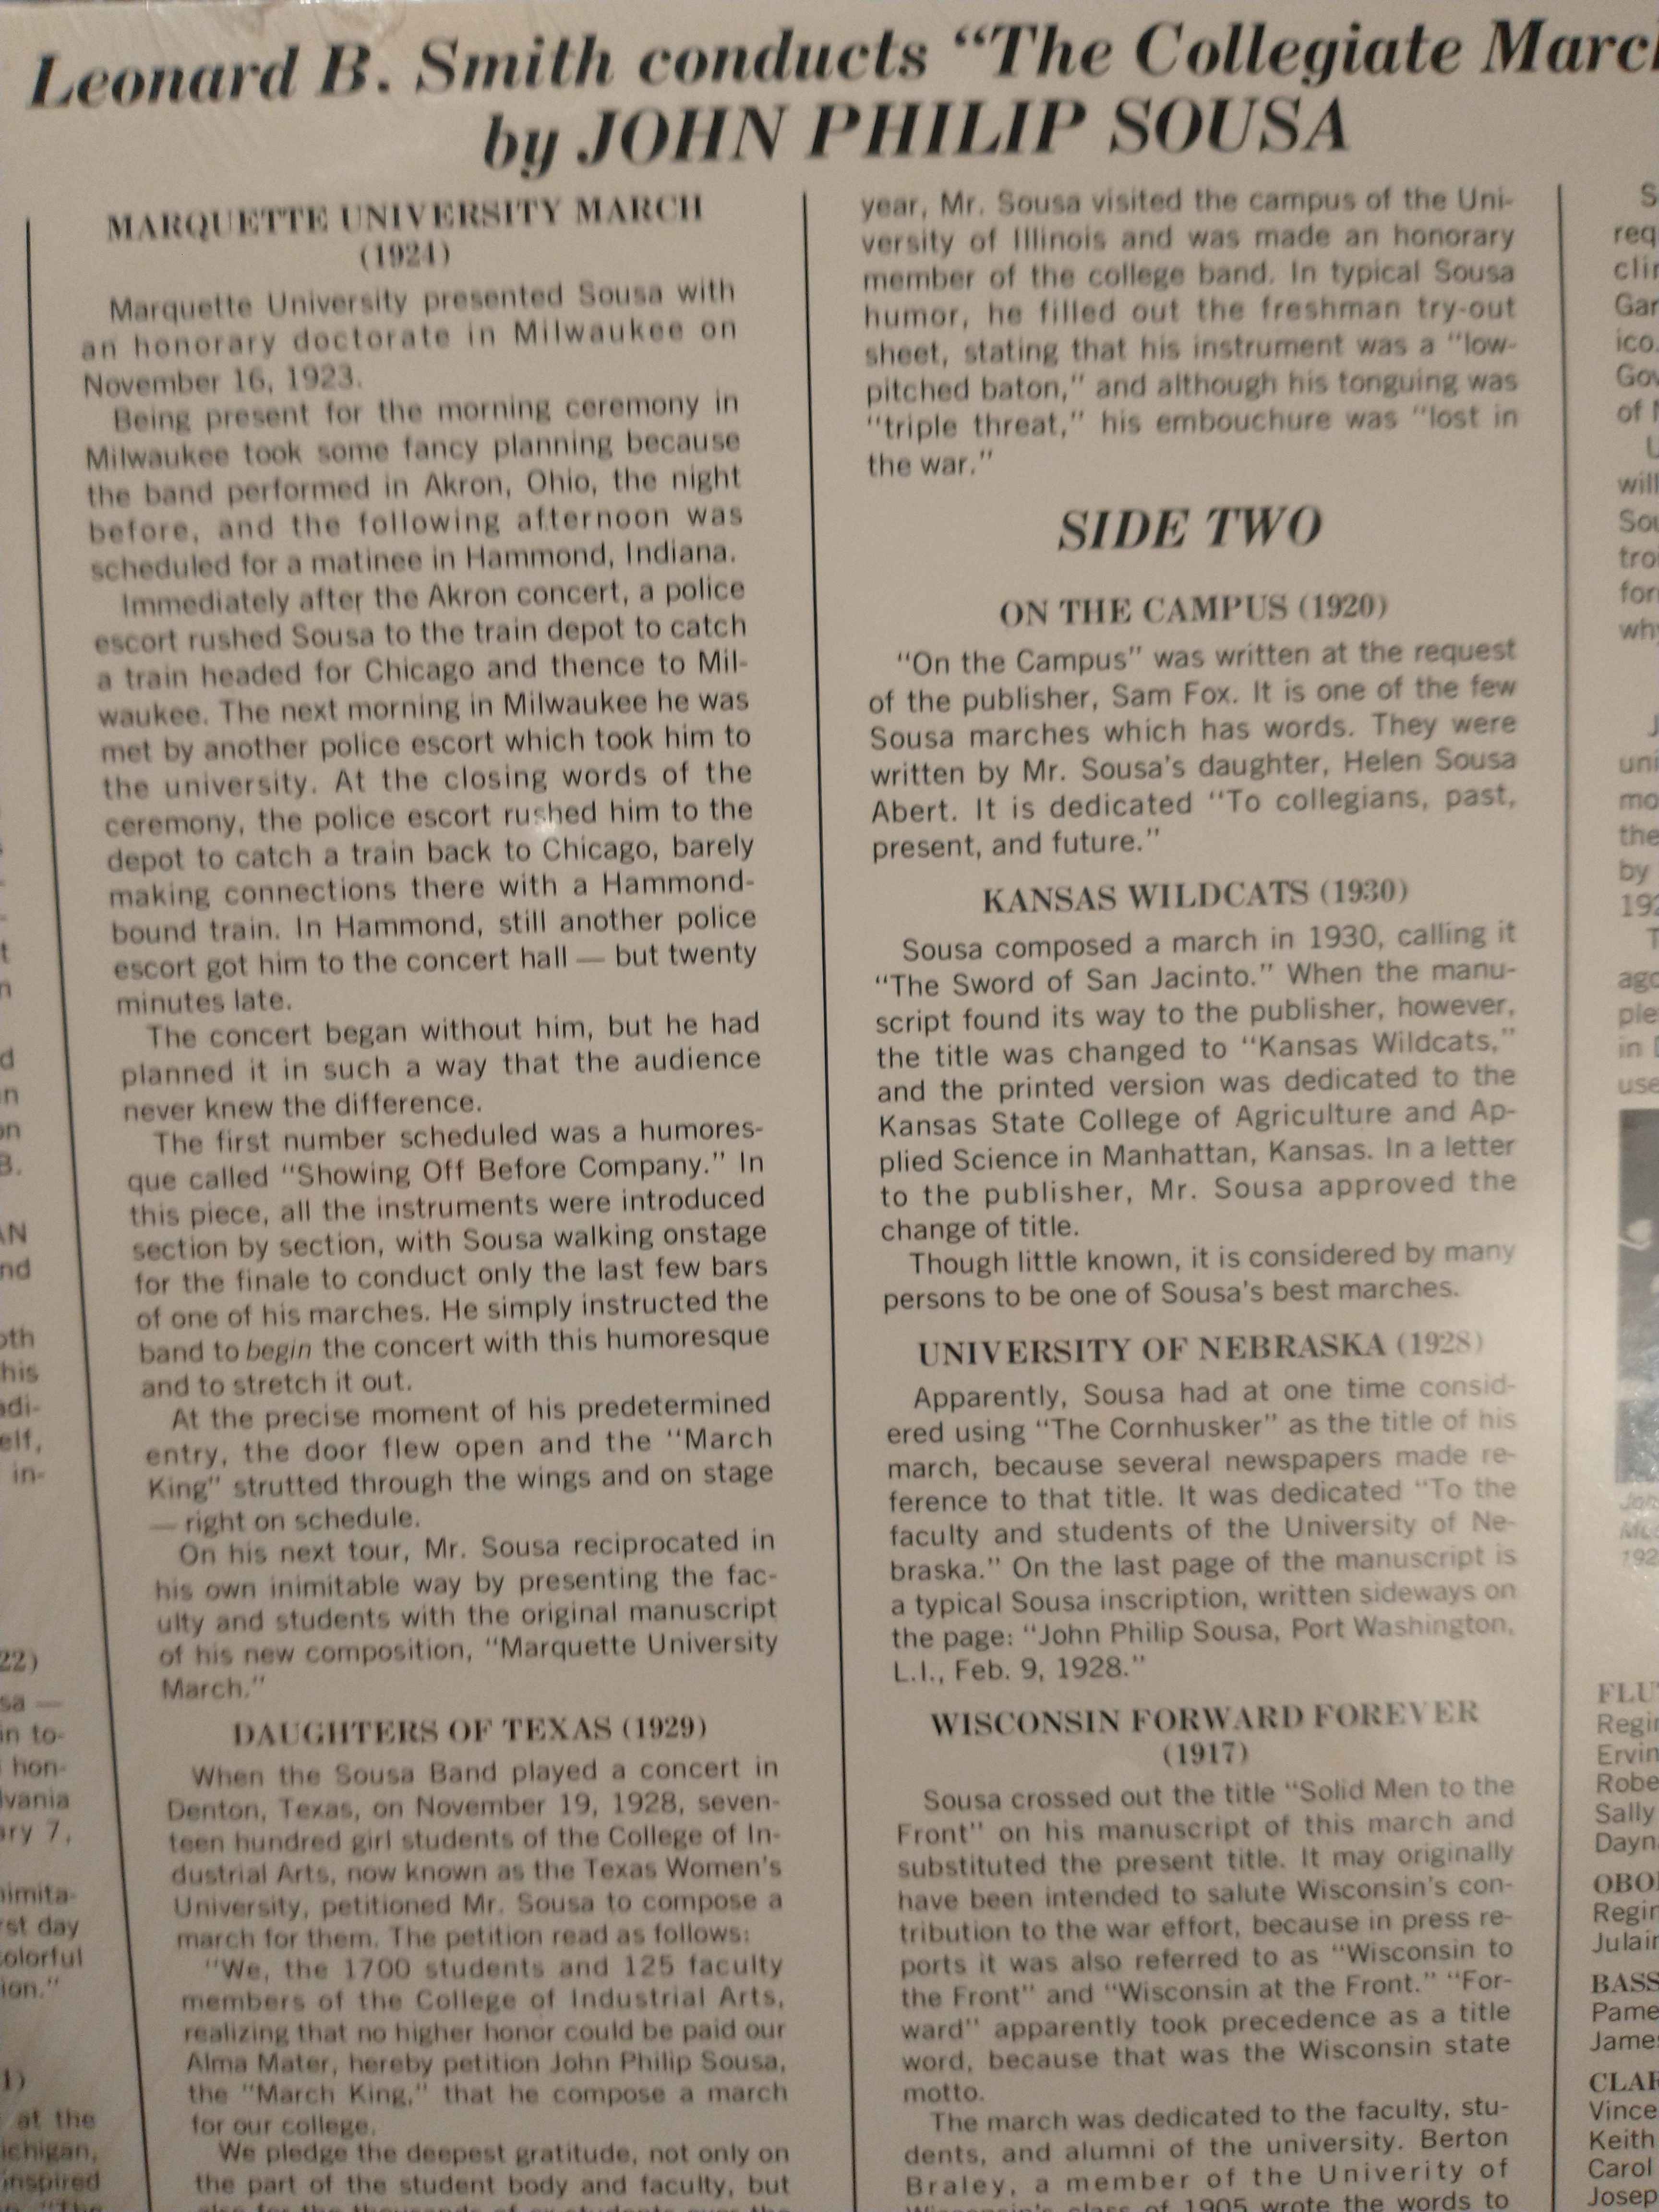 Leonard B. Smith conducts “The Collegiate
by JOHN PHILIP SOUSA
MARQUETTE UNIVERSITY MARCH
(1924)
Marquette University presented Sousa with
an honorary doctorate in Milwaukee on
November 16, 1923.
Being present for the morning ceremony in
Milwaukee took some fancy planning because
the band performed in Akron, Ohio, the night
before, and the following afternoon was
scheduled for a matinee in Hammond, Indiana.
Immediately after the Akron concert, a police
escort rushed Sousa to the train depot to catch
a train headed for Chicago and thence to Mil-
waukee. The next morning in Milwaukee he was
met by another police escort which took him to
the university. At the closing words of the
ceremony, the police escort rushed him to the
depot to catch a train back to Chicago, barely
making connections there with a Hammond-
bound train. In Hammond, still another police
escort got him to the concert hall — but twenty
minutes late.
The concert began without him, but he had
planned it in such a way that the audience
never knew the difference.
The first number scheduled was a humores-
que called “Showing Off Before Company.” In
this piece, all the instruments were introduced
section by section, with Sousa walking onstage
for the finale to conduct only the last few bars
of one of his marches. He simply instructed the
band to begin the concert with this humoresque
and to stretch it out.
At the precise moment of his predetermined
entry, the door flew open and the “March
King” strutted through the wings and on stage
— right on schedule.
On his next tour, Mr. Sousa reciprocated in
his own inimitable way by presenting the fac-
ulty and students with the original manuscript
of his new composition, “Marquette University
March.”
DAUGHTERS OF TEXAS (1929)
When the Sousa Band played a concert in
Denton, Texas, on November 19, 1928, seven-
teen hundred girl students of the College of In-
dustrial Arts, now known as the Texas Women’s
University, petitioned Mr. Sousa to compose a
march for them. The petition read as follows:
“We, the 1700 students and 125 faculty
members of the College of Industrial Arts,
realizing that no higher honor could be paid our
Alma Mater, hereby petition John Philip Sousa,
the “March King,” that he compose a march
for our college.
We pledge the deepest gratitude, not only on
the part of the student body and faculty, but
year, Mr. Sousa visited the campus of the Uni-
versity of Illinois and was made an honorary
member of the college band. In typical Sousa
humor, he filled out the freshman try-out
sheet, stating that his instrument was a “low-
pitched baton,” and although his tonguing was
“triple threat,” his embouchure was “lost in
the war.”
SIDE TWO
ON THE CAMPUS (1920)
“On the Campus” was written at the request
of the publisher, Sam Fox. It is one of the few
Sousa marches which has words. They were
written by Mr. Sousa’s daughter, Helen Sousa
Abert. It is dedicated “To collegians, past,
present, and future.”
KANSAS WILDCATS (1930)
Sousa composed a march in 1930, calling it
“The Sword of San Jacinto.” When the manu-
script found its way to the publisher, however,
the title was changed to “Kansas Wildcats,”
and the printed version was dedicated to the
Kansas State College of Agriculture and Ap-
plied Science in Manhattan, Kansas. In a letter
to the publisher, Mr. Sousa approved the
change of title.
Though little known, it is considered by many
persons to be one of Sousa’s best marches.
UNIVERSITY OF NEBRASKA (1928)
Apparently, Sousa had at one time consid-
ered using “The Cornhusker” as the title of his
march, because several newspapers made re-
ference to that title. It was dedicated “To the
faculty and students of the University of Ne-
braska.” On the last page of the manuscript is
a typical Sousa inscription, written sideways on
the page: “John Philip Sousa, Port Washington,
L.I., Feb. 9, 1928.”
WISCONSIN FORWARD FOREVER
(1917)
Sousa crossed out the title “Solid Men to the
Front” on his manuscript of this march and
substituted the present title. It may originally
have been intended to salute Wisconsin’s con-
tribution to the war effort, because in press re-
ports it was also referred to as “Wisconsin to
the Front” and “Wisconsin at the Front.” “For-
ward” apparently took precedence as a title
word, because that was the Wisconsin state
motto.
The march was dedicated to the faculty, stu-
dents, and alumni of the university. Berton
Braley, a member of the Univerity of
class of 1905 wrote the words to